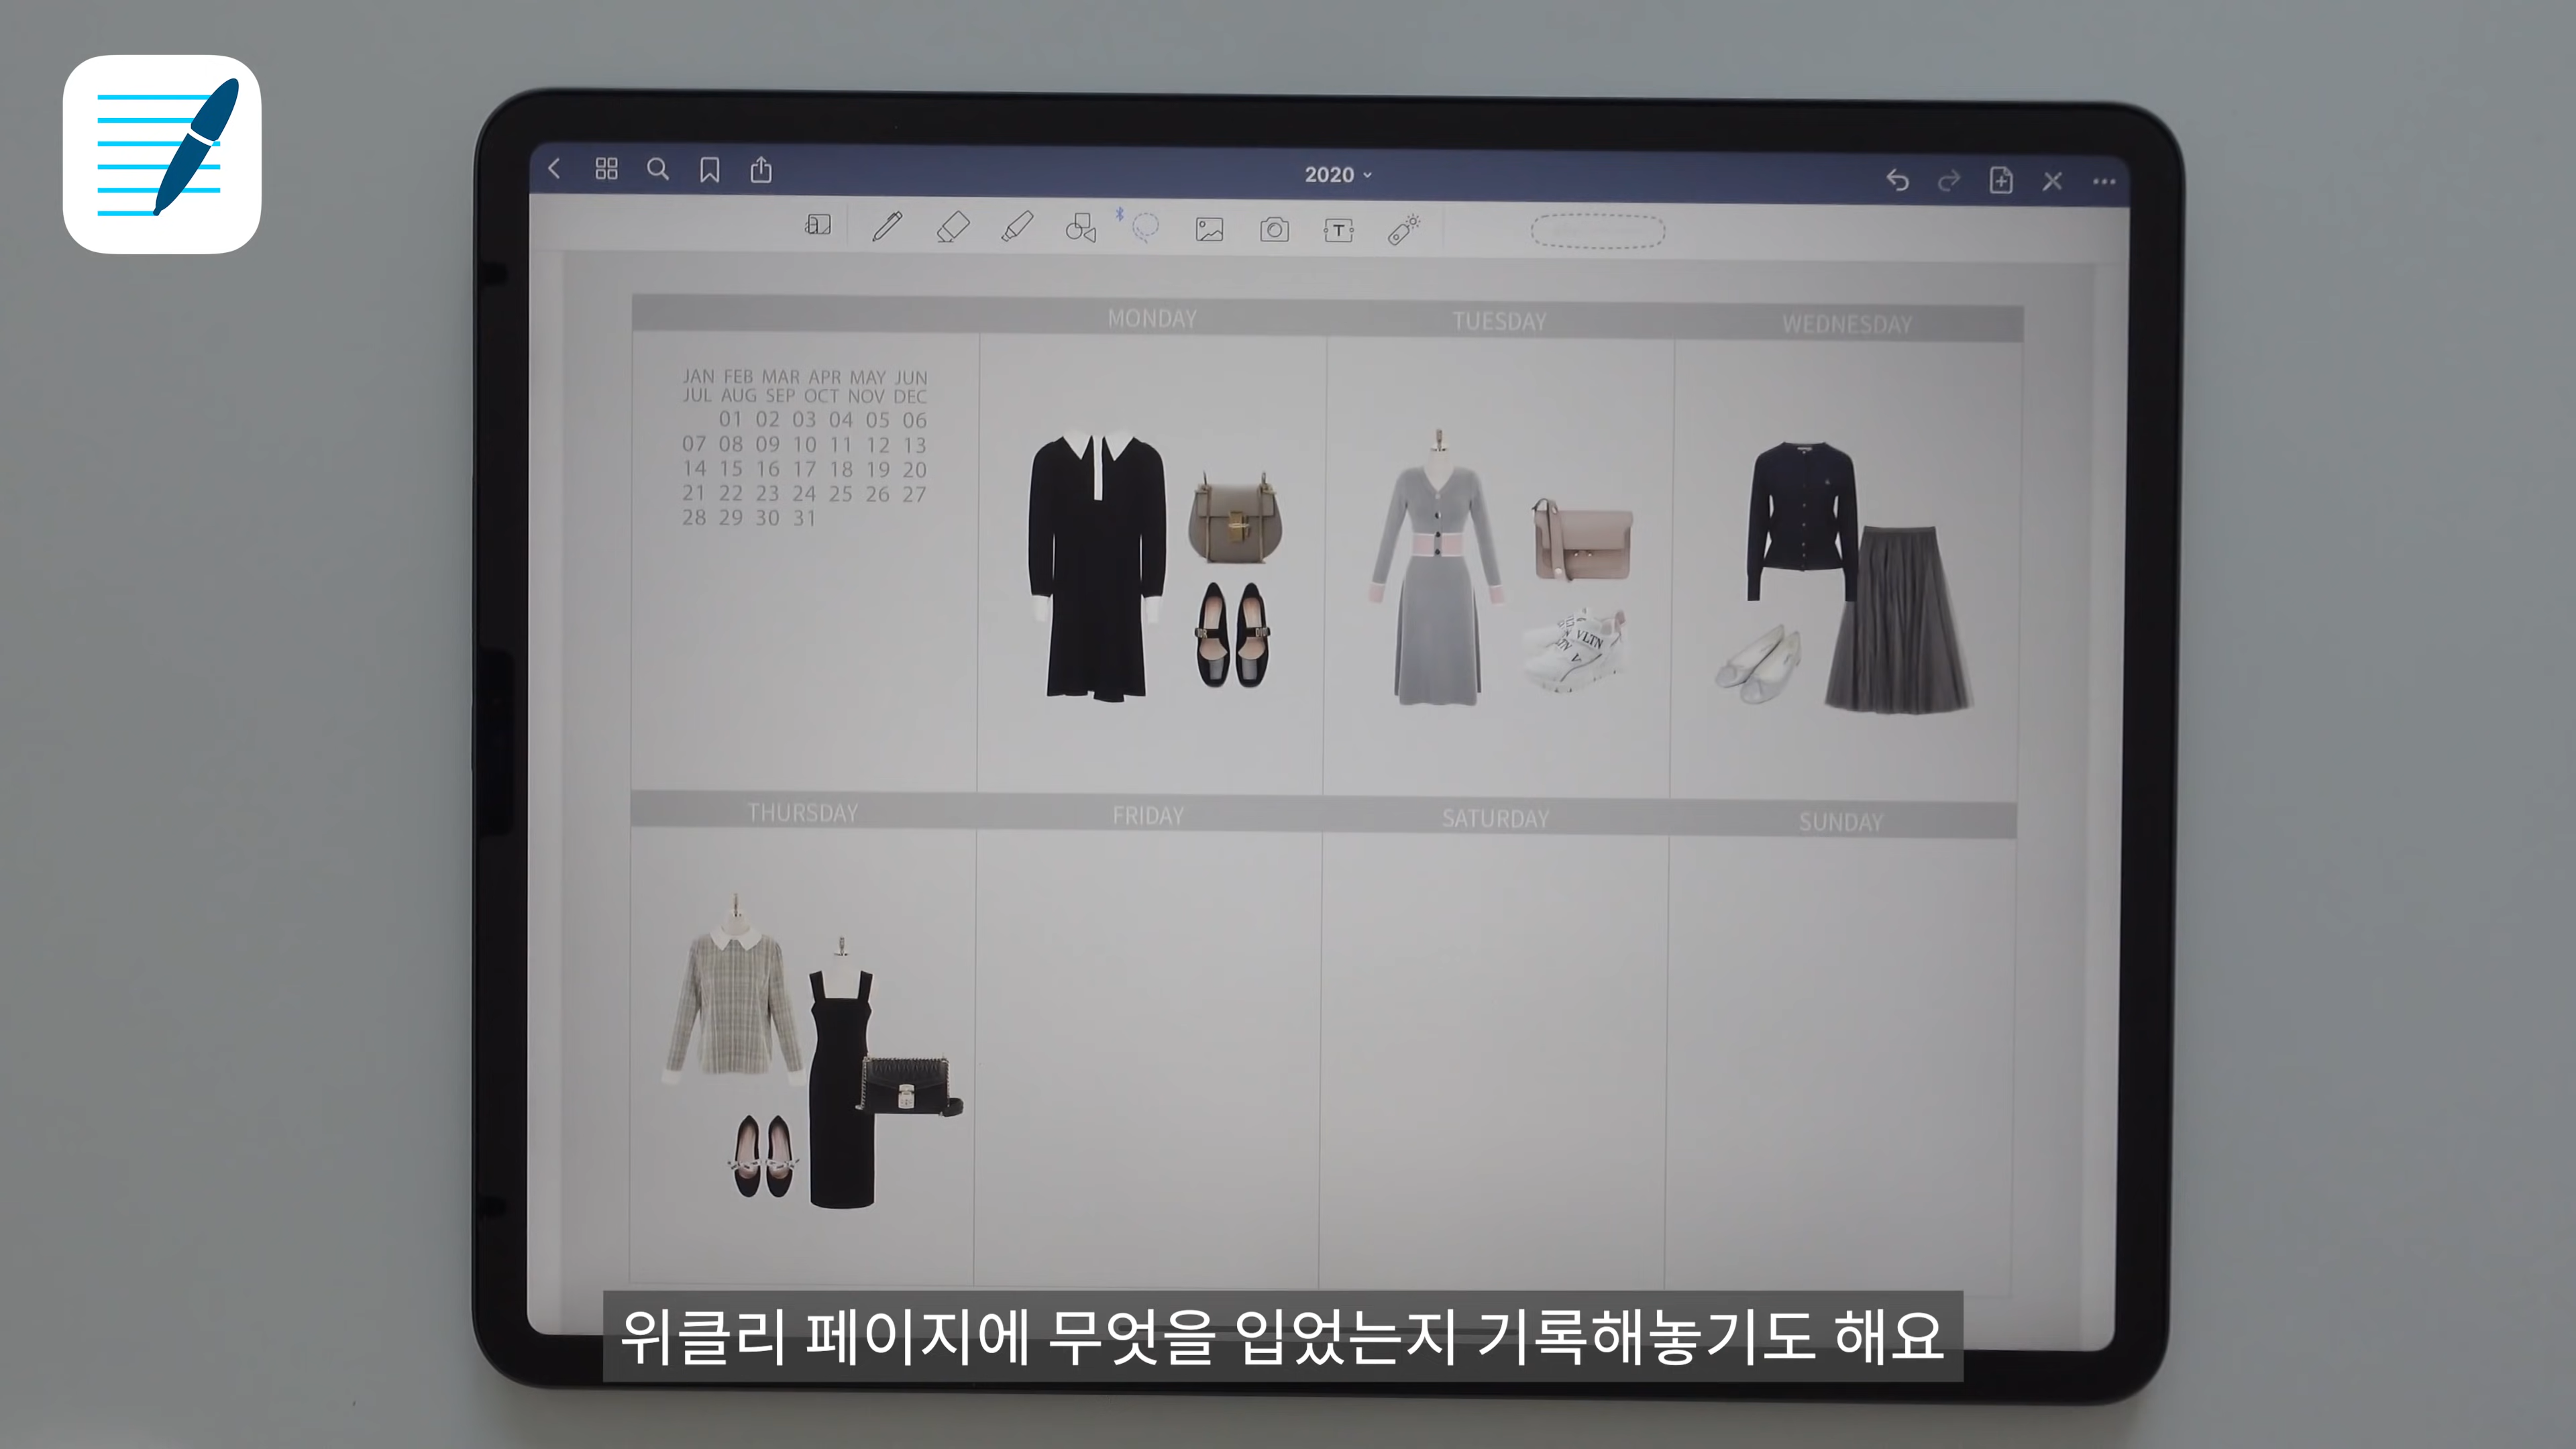 2020
MONDAY TUESDAY WEDNESDAY
JAN FEB MAR APR MAY JUN
JUL AUG SEP OCT NOV DEC
01 02 03 04 05 06
07 08 09 10 11 12 13
14 15 16 17 18 19 20
21 22 23 24 25 26 27
28 29 30 31
VLTN
VLTN
V
THURSDAY FRIDAY SATURDAY SUNDAY
위클리 페이지에 무엇을 입었는지 기록해놓기도 해요